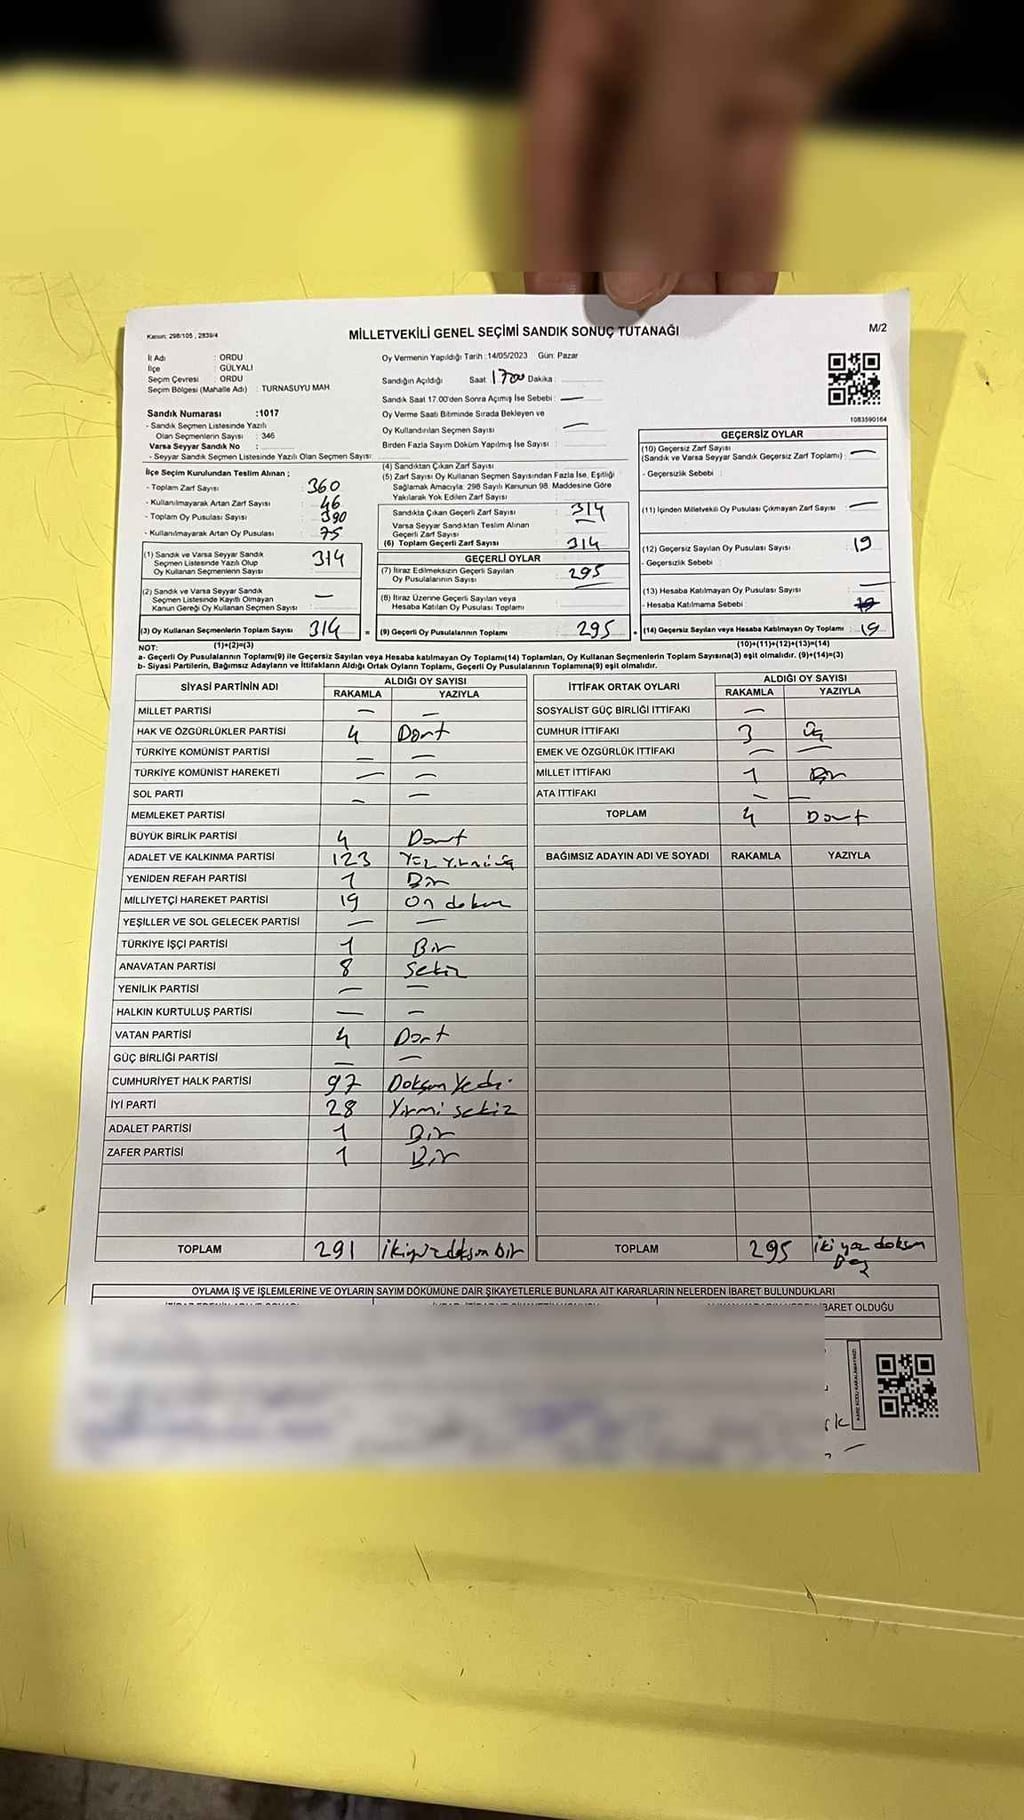 Kanun: 298/105 , 2839/4
MİLLETVEKİLİ GENEL SEÇİMİ SANDIK SONUÇ TUTANAĞI
M/2
İl Adı : ORDU
İlçe : GÜLYALI
Seçim Çevresi : ORDU
Seçim Bölgesi (Mahalle Adı) : TURNASUYU MAH.
Sandık Numarası :1017
- Sandık Seçmen Listesinde Yazılı
Olan Seçmenlerin Sayısı : 346
Varsa Seyyar Sandık No :
- Seyyar Sandık Seçmen Listesinde Yazılı Olan Seçmen Sayısı:
İlçe Seçim Kurulundan Teslim Alınan ;
- Toplam Zarf Sayısı : 360
- Kullanılmayarak Artan Zarf Sayısı : 46
- Toplam Oy Pusulası Sayısı : 390
- Kullanılmayarak Artan Oy Pusulası : 75
(1) Sandık ve Varsa Seyyar Sandık
Seçmen Listesinde Yazılı Olup
Oy Kullanan Seçmenlerin Sayısı : 314
(2) Sandık ve Varsa Seyyar Sandık
Seçmen Listesinde Kayıtlı Olmayan
Kanun Gereği Oy Kullanan Seçmen Sayısı : —
(3) Oy Kullanan Seçmenlerin Toplam Sayısı : 314
Oy Vermenin Yapıldığı Tarih :14/05/2023 Gün: Pazar
Sandığın Açıldığı Saat: 1700 Dakika :
Sandık Saat 17.00'den Sonra Açımış İse Sebebi : —
Oy Verme Saati Bitiminde Sırada Bekleyen ve
Oy Kullandırılan Seçmen Sayısı : —
Birden Fazla Sayım Döküm Yapılmış İse Sayısı :
(4) Sandıktan Çıkan Zarf Sayısı :
(5) Zarf Sayısı Oy Kullanan Seçmen Sayısından Fazla İse, Eşitliği
Sağlamak Amacıyla, 298 Sayılı Kanunun 98. Maddesine Göre
Yakılarak Yok Edilen Zarf Sayısı :
Sandıkta Çıkan Geçerli Zarf Sayısı : 314
Varsa Seyyar Sandıktan Teslim Alınan
Geçerli Zarf Sayısı : —
(6) Toplam Geçerli Zarf Sayısı : 314
GEÇERLİ OYLAR
(7) İtiraz Edilmeksizin Geçerli Sayılan
Oy Pusulalarının Sayısı : 295
(8) İtiraz Üzerine Geçerli Sayılan veya
Hesaba Katılan Oy Pusulası Toplamı : —
(9) Geçerli Oy Pusulalarının Toplamı : 295
1083590164
GEÇERSİZ OYLAR
(10) Geçersiz Zarf Sayısı
(Sandık ve Varsa Seyyar Sandık Geçersiz Zarf Toplamı) : —
- Geçersizlik Sebebi :
(11) İçinden Milletvekili Oy Pusulası Çıkmayan Zarf Sayısı : —
(12) Geçersiz Sayılan Oy Pusulası Sayısı : 19
- Geçersizlik Sebebi :
(13) Hesaba Katılmayan Oy Pusulası Sayısı : —
- Hesaba Katılmama Sebebi :
(14) Geçersiz Sayılan veya Hesaba Katılmayan Oy Toplamı : 19
NOT: (1)+(2)=(3) (10)+(11)+(12)+(13)=(14)
a- Geçerli Oy Pusulalarının Toplamı(9) ile Geçersiz Sayılan veya Hesaba katılmayan Oy Toplamı(14) Toplamları, Oy Kullanan Seçmenlerin Toplam Sayısına(3) eşit olmalıdır. (9)+(14)=(3)
b- Siyasi Partilerin, Bağımsız Adayların ve İttifakların Aldığı Ortak Oyların Toplamı, Geçerli Oy Pusulalarının Toplamına(9) eşit olmalıdır.
SİYASİ PARTİNİN ADI ALDIĞI OY SAYISI
RAKAMLA YAZIYLA
MİLLET PARTİSİ — —
HAK VE ÖZGÜRLÜKLER PARTİSİ 4 Dört
TÜRKİYE KOMÜNİST PARTİSİ — —
TÜRKİYE KOMÜNİST HAREKETİ — —
SOL PARTİ — —
MEMLEKET PARTİSİ
BÜYÜK BİRLİK PARTİSİ 4 Dört
ADALET VE KALKINMA PARTİSİ 123 Yüz Yirmi üç
YENİDEN REFAH PARTİSİ 1 Bir
MİLLİYETÇİ HAREKET PARTİSİ 19 on dokuz
YEŞİLLER VE SOL GELECEK PARTİSİ — —
TÜRKİYE İŞÇİ PARTİSİ 1 Bir
ANAVATAN PARTİSİ 8 Sekiz
YENİLİK PARTİSİ — —
HALKIN KURTULUŞ PARTİSİ — —
VATAN PARTİSİ 4 Dört
GÜÇ BİRLİĞİ PARTİSİ — —
CUMHURİYET HALK PARTİSİ 97 Doksan Yedi
İYİ PARTİ 28 Yirmi sekiz
ADALET PARTİSİ 1 Bir
ZAFER PARTİSİ 1 Bir
TOPLAM 291 ikiyüzdoksan bir
İTTİFAK ORTAK OYLARI ALDIĞI OY SAYISI
RAKAMLA YAZIYLA
SOSYALİST GÜÇ BİRLİĞİ İTTİFAKI —
CUMHUR İTTİFAKI 3 üç
EMEK VE ÖZGÜRLÜK İTTİFAKI — —
MİLLET İTTİFAKI 1 Bir
ATA İTTİFAKI — —
TOPLAM 4 Dört
BAĞIMSIZ ADAYIN ADI VE SOYADI RAKAMLA YAZIYLA
TOPLAM 295 iki yüz doksan
Beş
OYLAMA İŞ VE İŞLEMLERİNE VE OYLARIN SAYIM DÖKÜMÜNE DAİR ŞİKAYETLERLE BUNLARA AİT KARARLARIN NELERDEN İBARET BULUNDUKLARI
BARET OLDUĞU